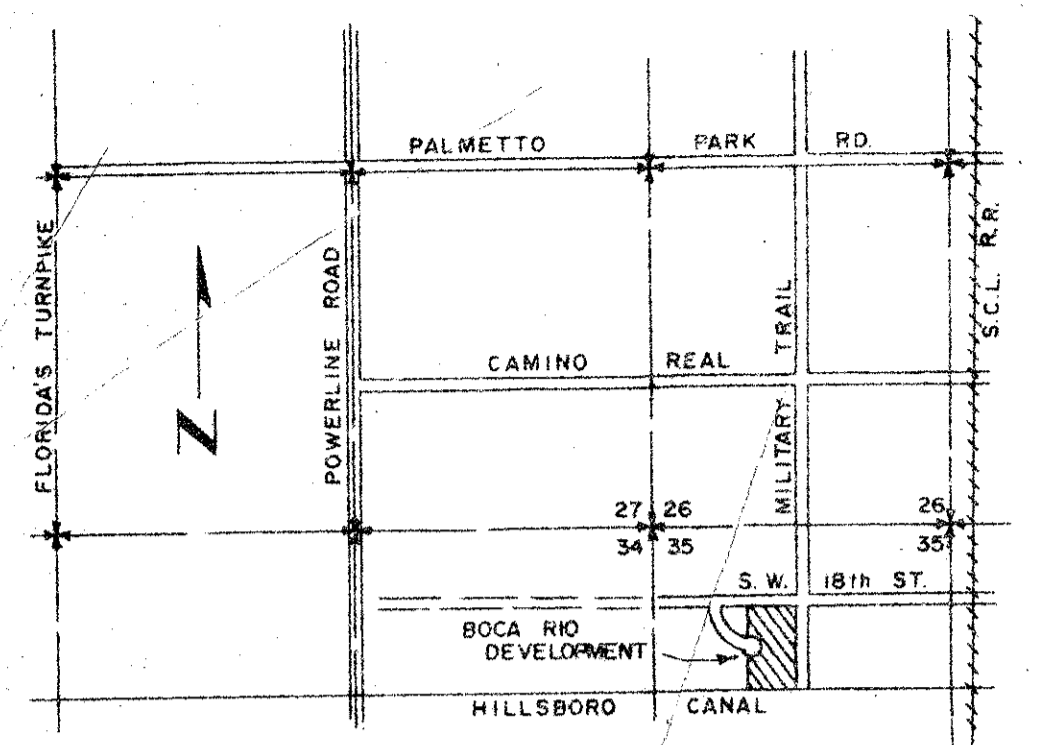 PALMETTO PARK RD.
FLORIDA'S TURNPIKE
POWERLINE ROAD
S.C.L. R.R.
MILITARY TRAIL
N
CAMINO REAL
27 26
26
34 35
35
S.W. 18th ST.
BOCA RIO
DEVELOPMENT
HILLSBORO CANAL